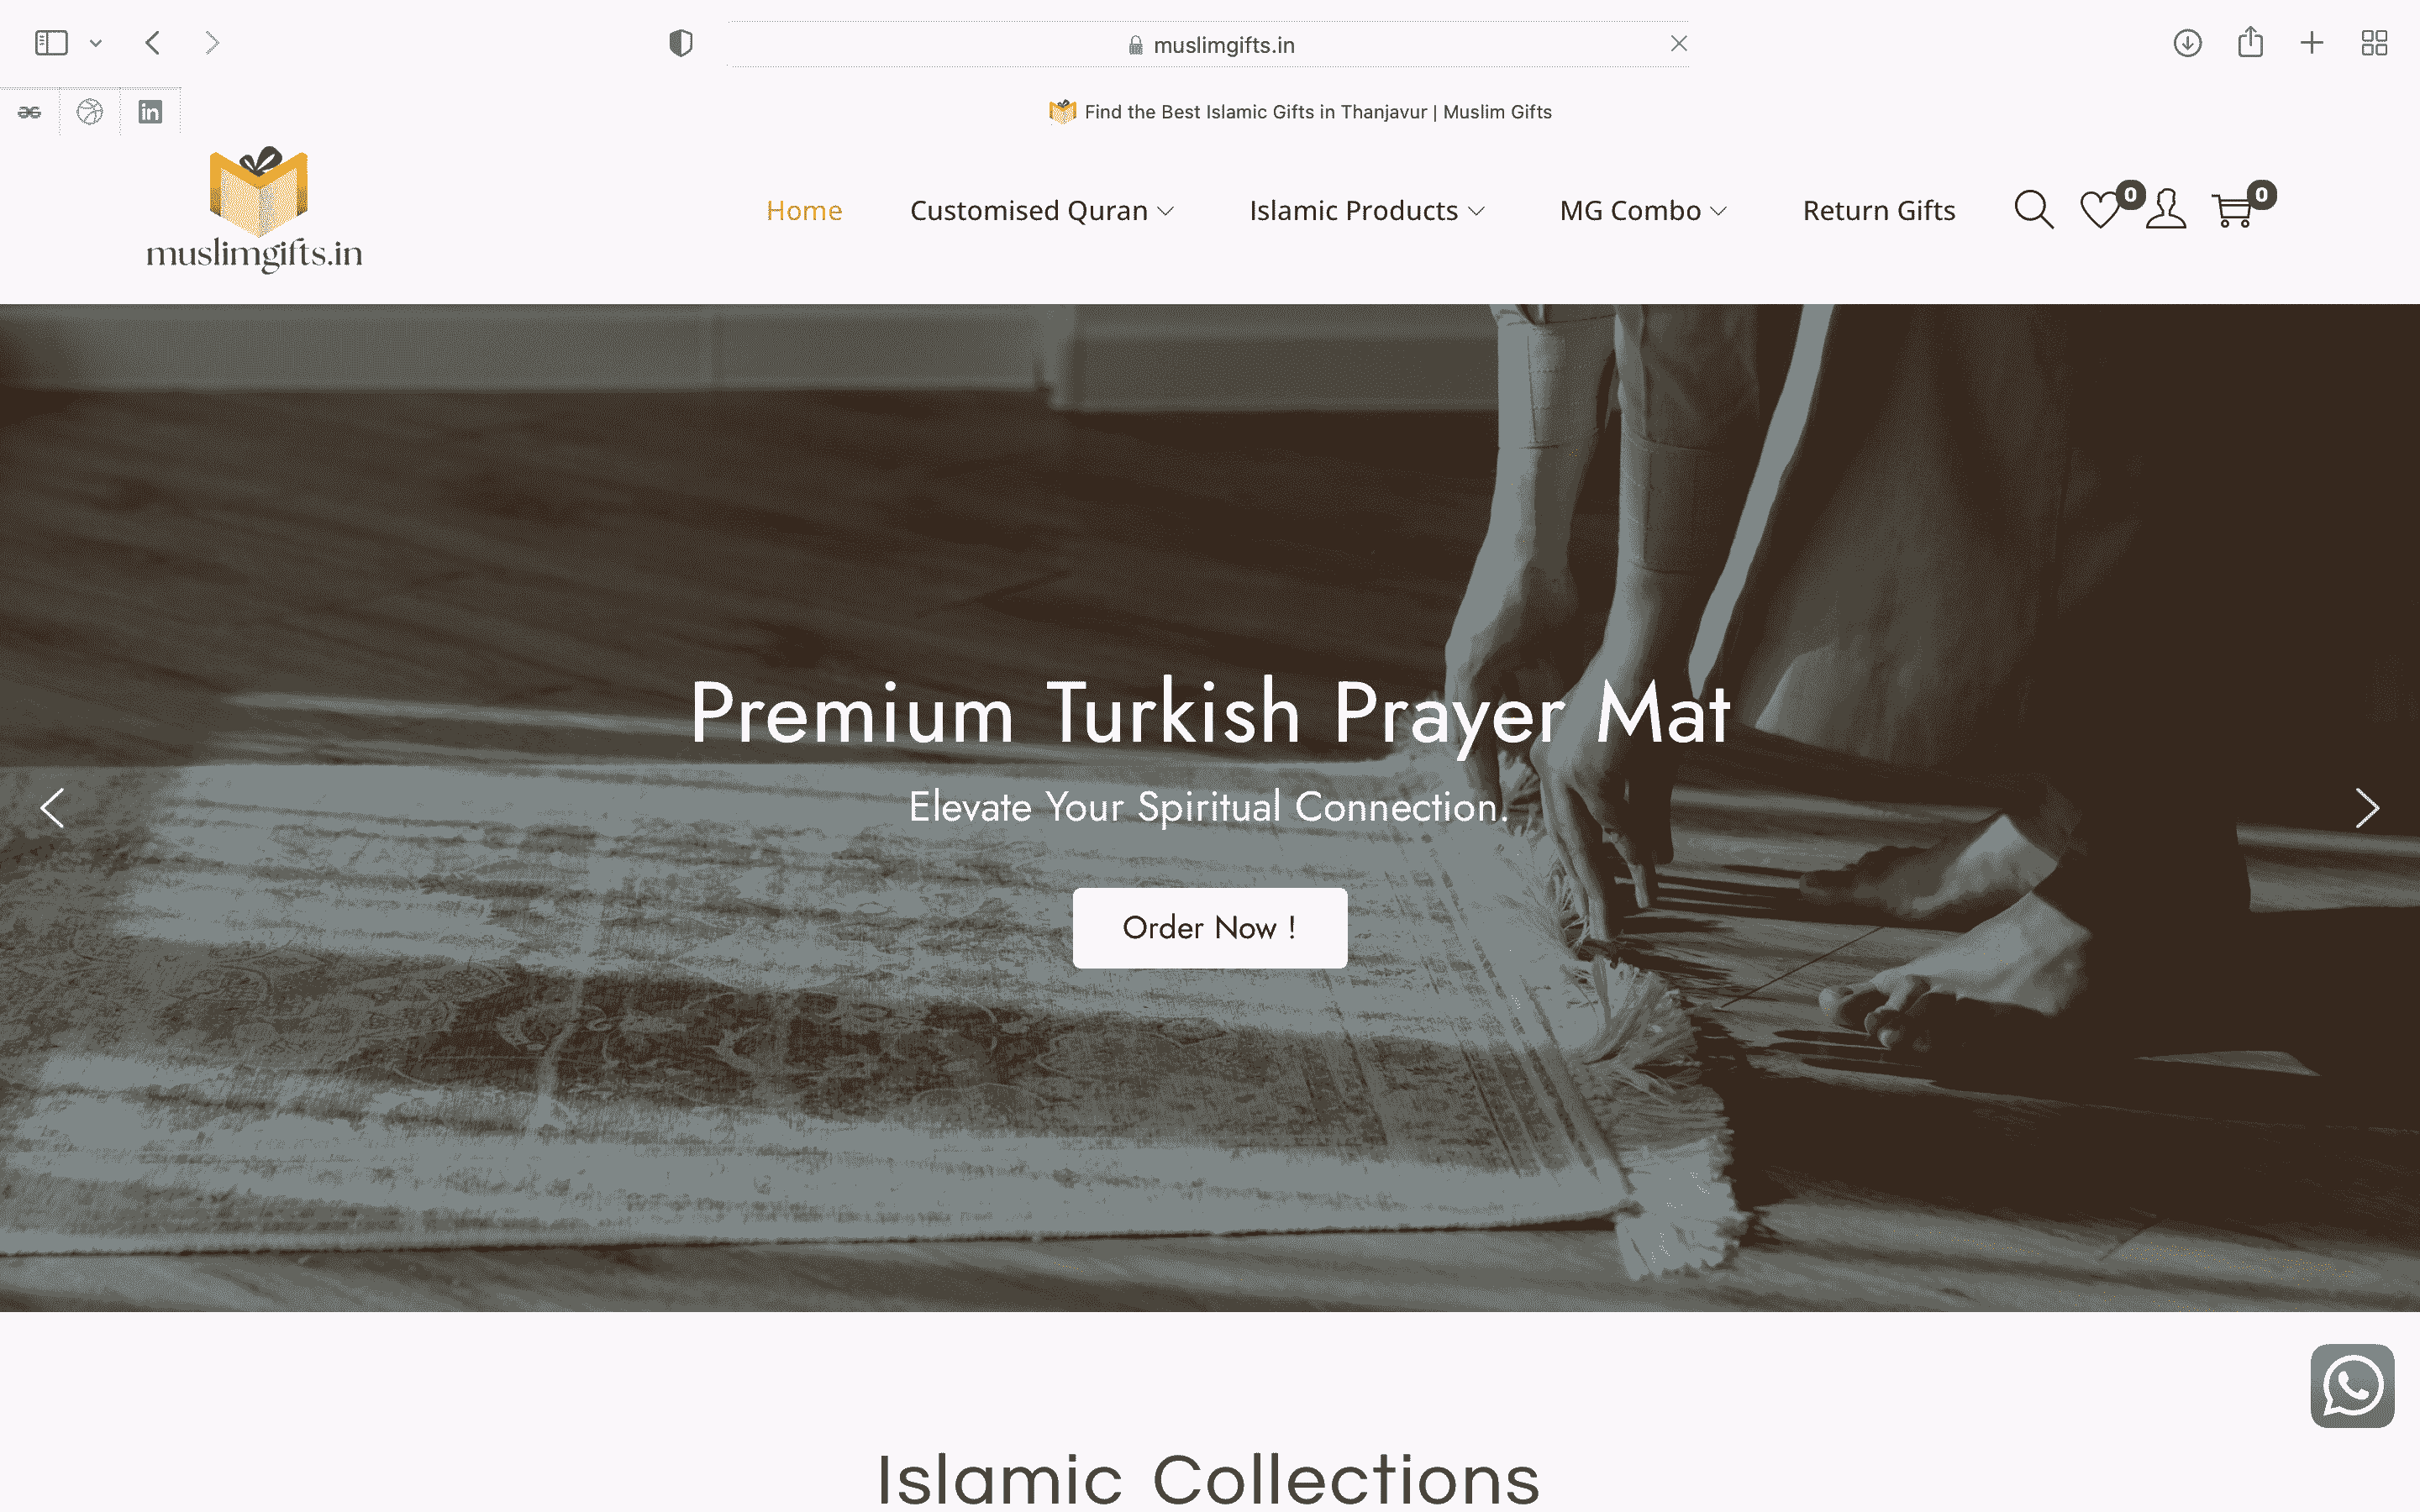 muslimgifts.in
in
Find the Best Islamic Gifts in Thanjavur | Muslim Gifts
muslimgifts.in
Home
Customised Quran
Islamic Products
MG Combo
Return Gifts
0
0
Premium Turkish Prayer Mat
Elevate Your Spiritual Connection.
Order Now !
Islamic Collections